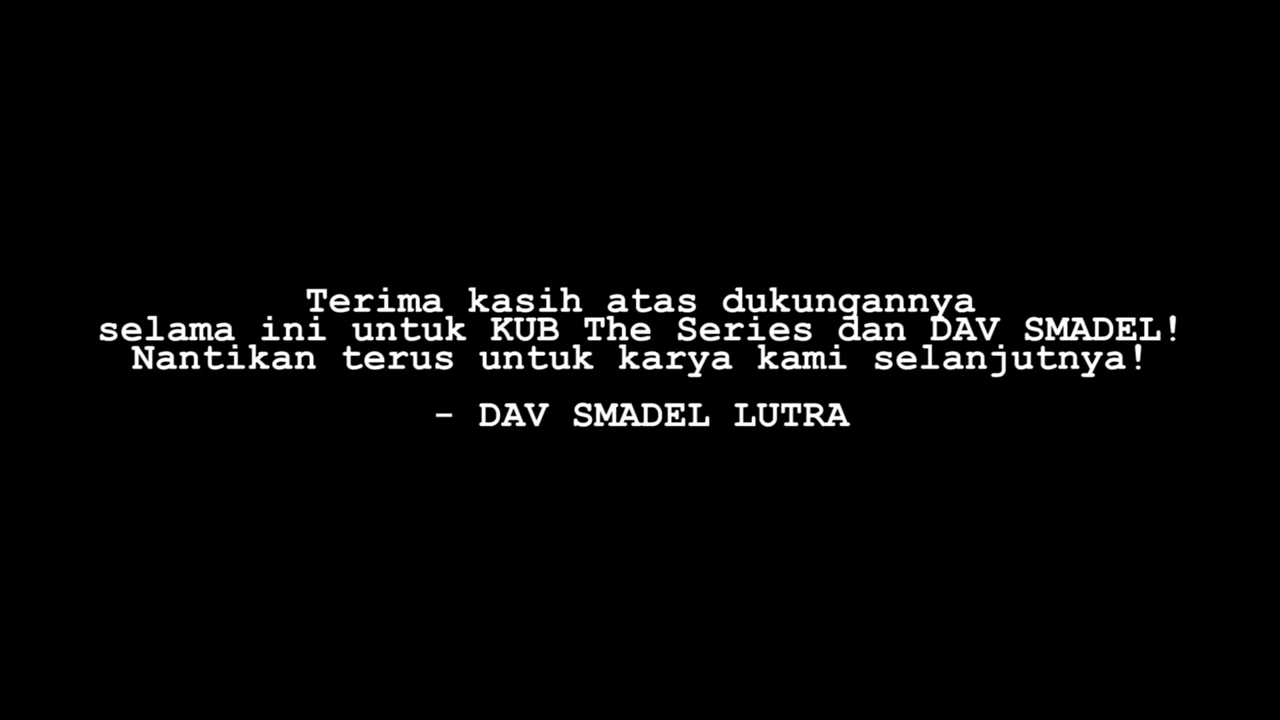 Terima kasih atas dukungannya
selama ini untuk KUB The Series dan DAV SMADEL!
Nantikan terus untuk karya kami selanjutnya!
- DAV SMADEL LUTRA